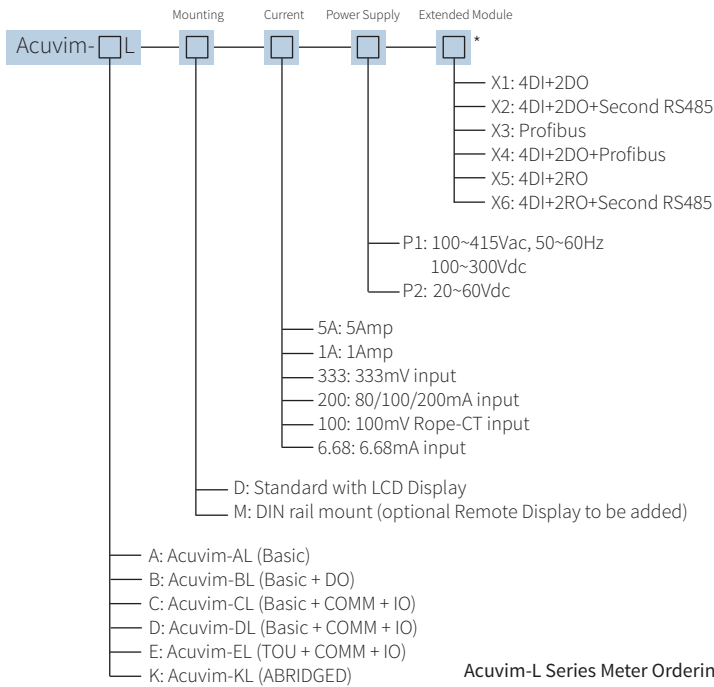 Mounting Current Power Supply Extended Module
Acuvim- L *
X1: 4DI+2DO
X2: 4DI+2DO+Second RS485
X3: Profibus
X4: 4DI+2DO+Profibus
X5: 4DI+2RO
X6: 4DI+2RO+Second RS485
P1: 100~415Vac, 50~60Hz
100~300Vdc
P2: 20~60Vdc
5A: 5Amp
1A: 1Amp
333: 333mV input
200: 80/100/200mA input
100: 100mV Rope-CT input
6.68: 6.68mA input
D: Standard with LCD Display
M: DIN rail mount (optional Remote Display to be added)
A: Acuvim-AL (Basic)
B: Acuvim-BL (Basic + DO)
C: Acuvim-CL (Basic + COMM + IO)
D: Acuvim-DL (Basic + COMM + IO)
E: Acuvim-EL (TOU + COMM + IO)
K: Acuvim-KL (ABRIDGED)
Acuvim-L Series Meter Orderin